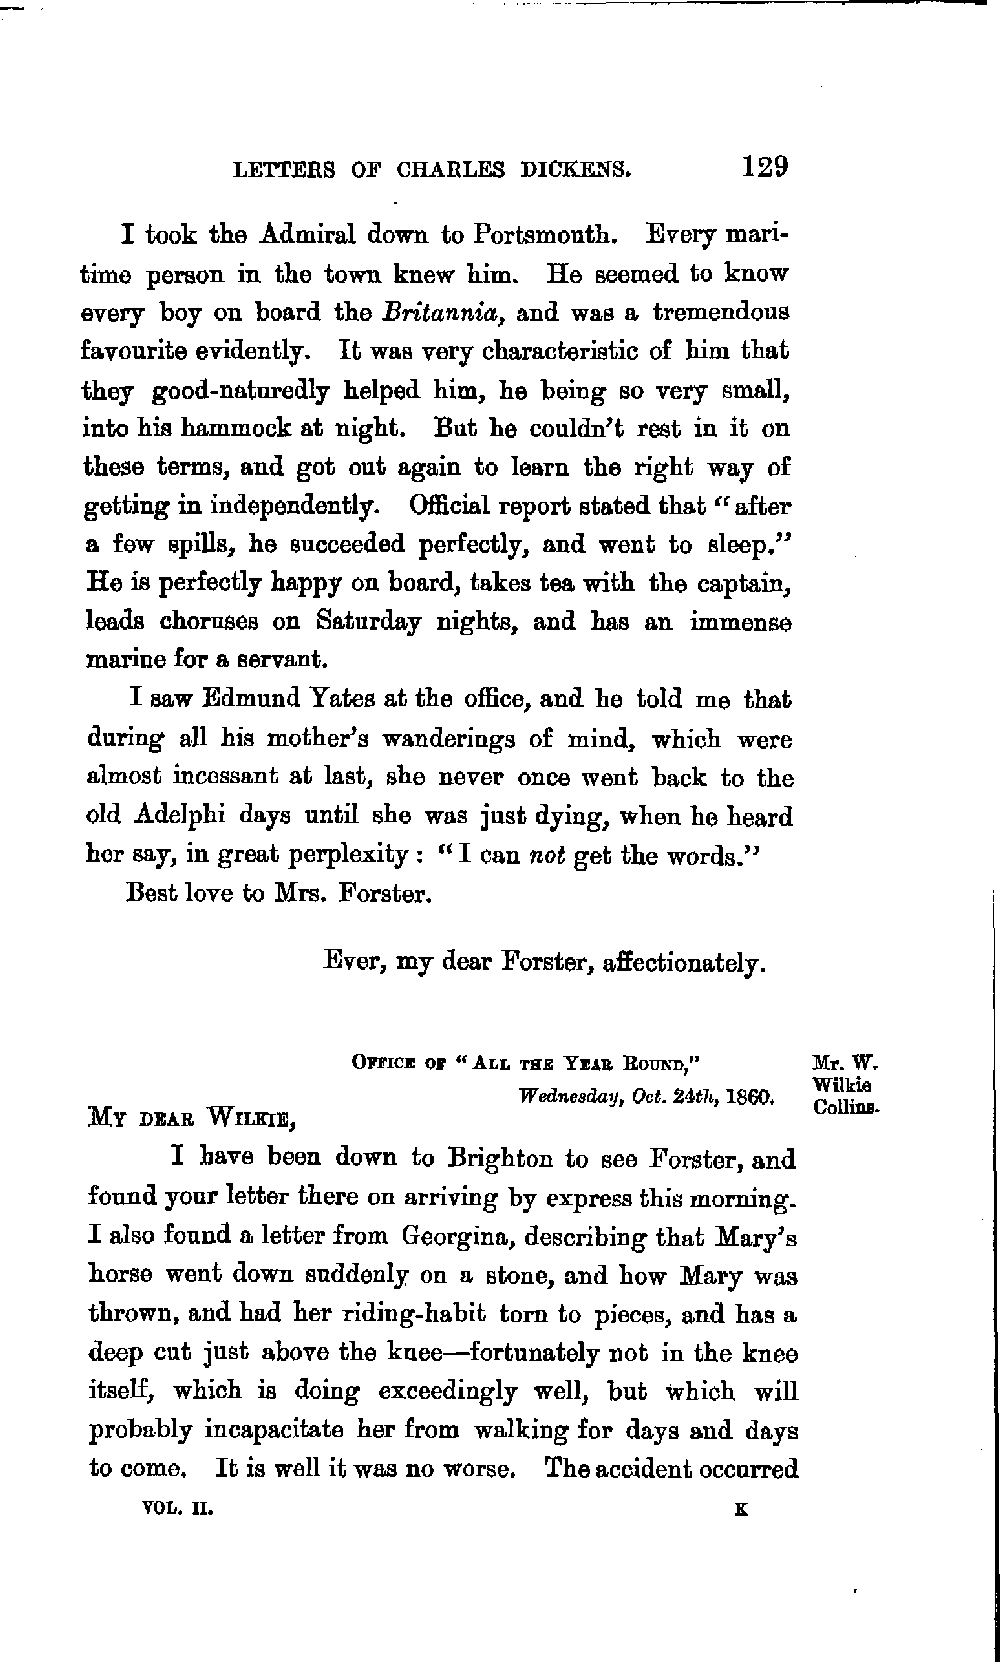 LETTERS OF CHARLES DICKENS. 129
I took the Admiral down to Portsmouth. Every mari-
time person in the town knew him. He seemed to know
every boy on board the Britannia, and was a tremendous
favourite evidently. It was very characteristic of him that
they good-naturedly helped him, he being so very small,
into his hammock at night. But he couldn't rest in it on
these terms, and got out again to learn the right way of
getting in independently. Official report stated that "after
a few spills, he succeeded perfectly, and went to sleep."
He is perfectly happy on board, takes tea with the captain,
leads choruses on Saturday nights, and has an immense
marine for a servant.
I saw Edmund Yates at the office, and he told me that
during all his mother's wanderings of mind, which were
almost incessant at last, she never once went back to the
old Adelphi days until she was just dying, when he heard
her say, in great perplexity: "I can not get the words."
Best love to Mrs. Forster.
Ever, my dear Forster, affectionately.
OFFICE OF "ALL THE YEAR ROUND,"
Wednesday, Oct. 24th, 1860.
Mr. W.
Wilkie
Collins.
MY DEAR WILKIE,
I have been down to Brighton to see Forster, and
found your letter there on arriving by express this morning.
I also found a letter from Georgina, describing that Mary's
horse went down suddenly on a stone, and how Mary was
thrown, and had her riding-habit torn to pieces, and has a
deep cut just above the knee—fortunately not in the knee
itself, which is doing exceedingly well, but which will
probably incapacitate her from walking for days and days
to come. It is well it was no worse. The accident occurred
VOL. II. K